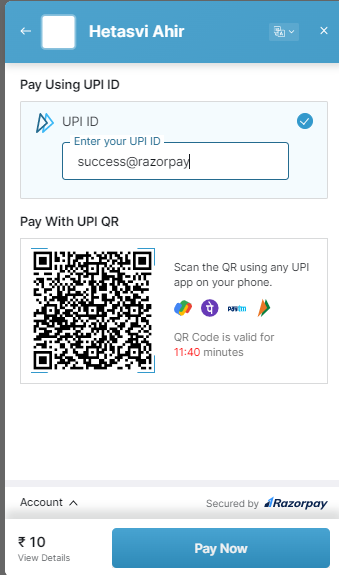 Hetasvi Ahir
Pay Using UPI ID
UPI ID
Enter your UPI ID
success@razorpay
Pay With UPI QR
Scan the QR using any UPI
app on your phone.
पे paytm
QR Code is valid for
11:40 minutes
Account
Secured by Razorpay
₹ 10
View Details
Pay Now